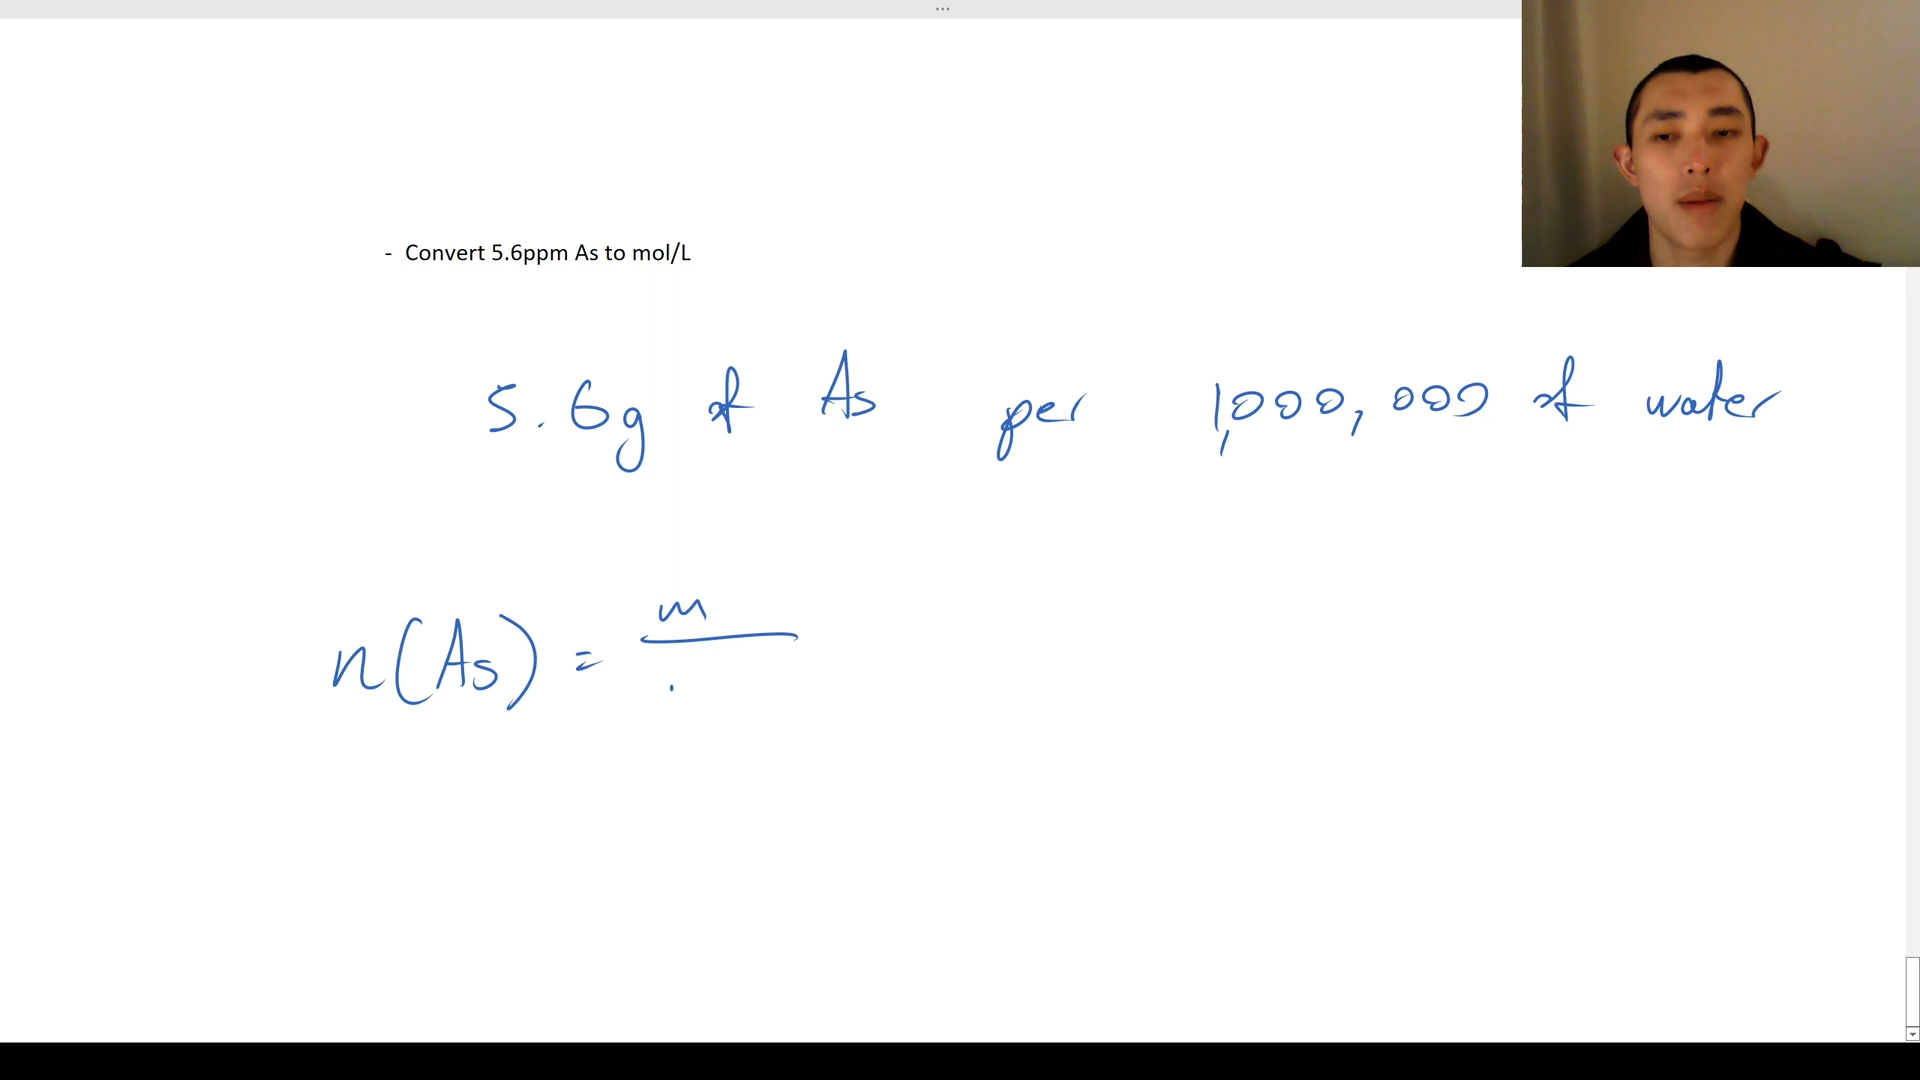 - Convert 5.6ppm As to mol/L
5.6g of As per 1,000,000 of water
n(As) = m